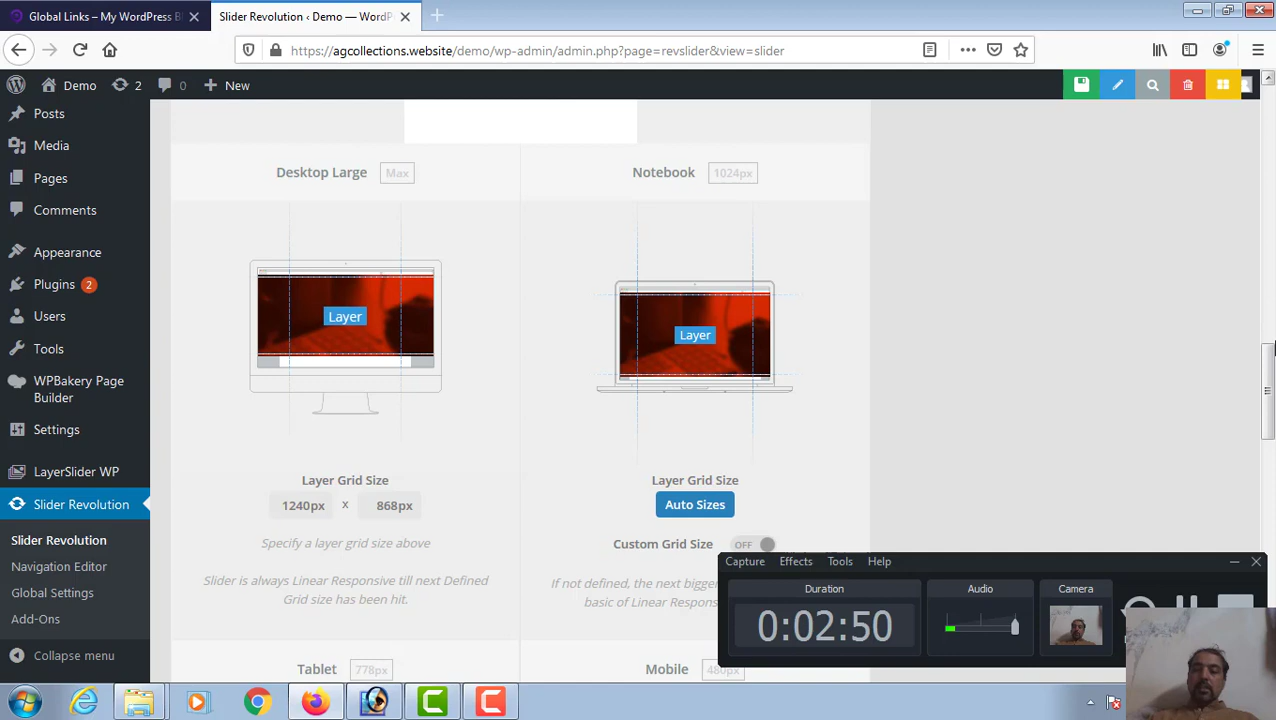 Global Links – My WordPress Bl
Slider Revolution ‹ Demo — WordP
https://agcollections.website/demo/wp-admin/admin.php?page=revslider&view=slider
Demo
2
0
New
Posts
Media
Pages
Comments
Appearance
Plugins 2
Users
Tools
WPBakery Page
Builder
Settings
LayerSlider WP
Slider Revolution
Slider Revolution
Navigation Editor
Global Settings
Add-Ons
Collapse menu
Desktop Large Max
Layer
Layer Grid Size
1240px x 868px
Specify a layer grid size above
Slider is always Linear Responsive till next Defined
Grid size has been hit.
Notebook 1024px
Layer
Layer Grid Size
Auto Sizes
Custom Grid Size OFF
If not defined, the next bigger
basic of Linear Respons
Tablet 778px
Mobile 480px
Capture Effects Tools Help
Duration
0:02:50
Audio
Camera